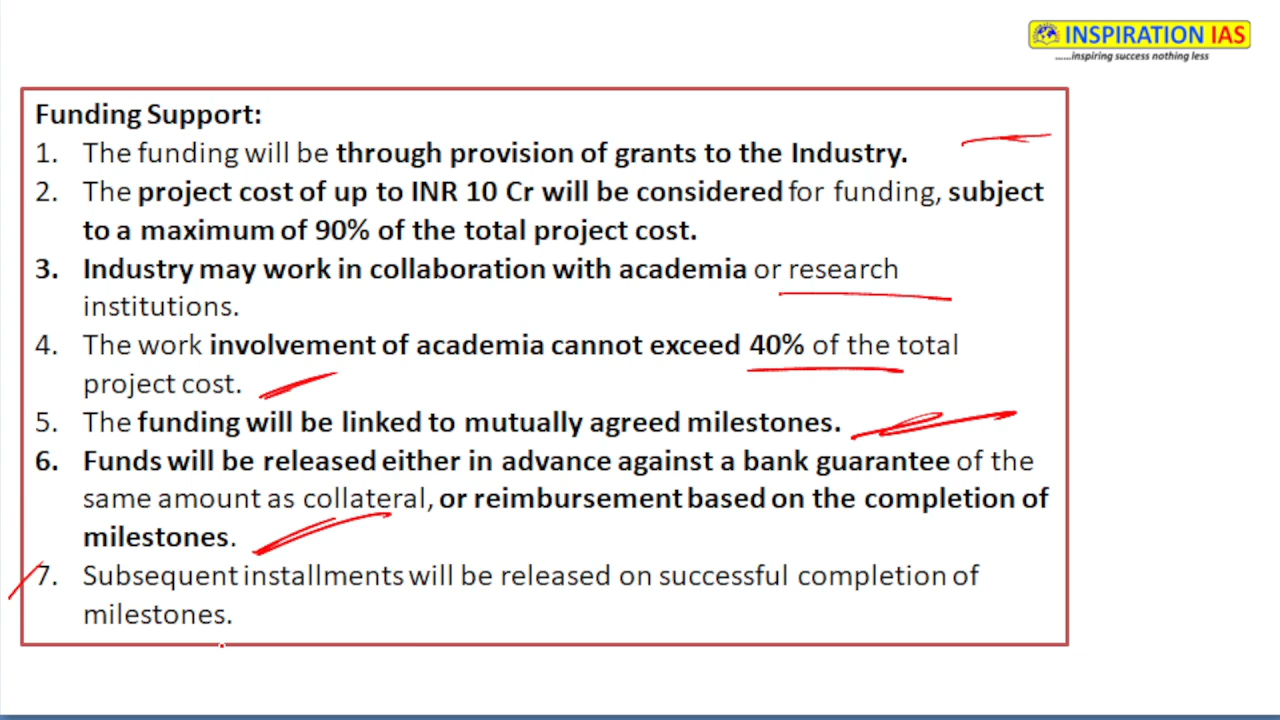 INSPIRATION IAS
......inspiring success nothing less
Funding Support:
1. The funding will be through provision of grants to the Industry.
2. The project cost of up to INR 10 Cr will be considered for funding, subject
to a maximum of 90% of the total project cost.
3. Industry may work in collaboration with academia or research
institutions.
4. The work involvement of academia cannot exceed 40% of the total
project cost.
5. The funding will be linked to mutually agreed milestones.
6. Funds will be released either in advance against a bank guarantee of the
same amount as collateral, or reimbursement based on the completion of
milestones.
7. Subsequent installments will be released on successful completion of
milestones.